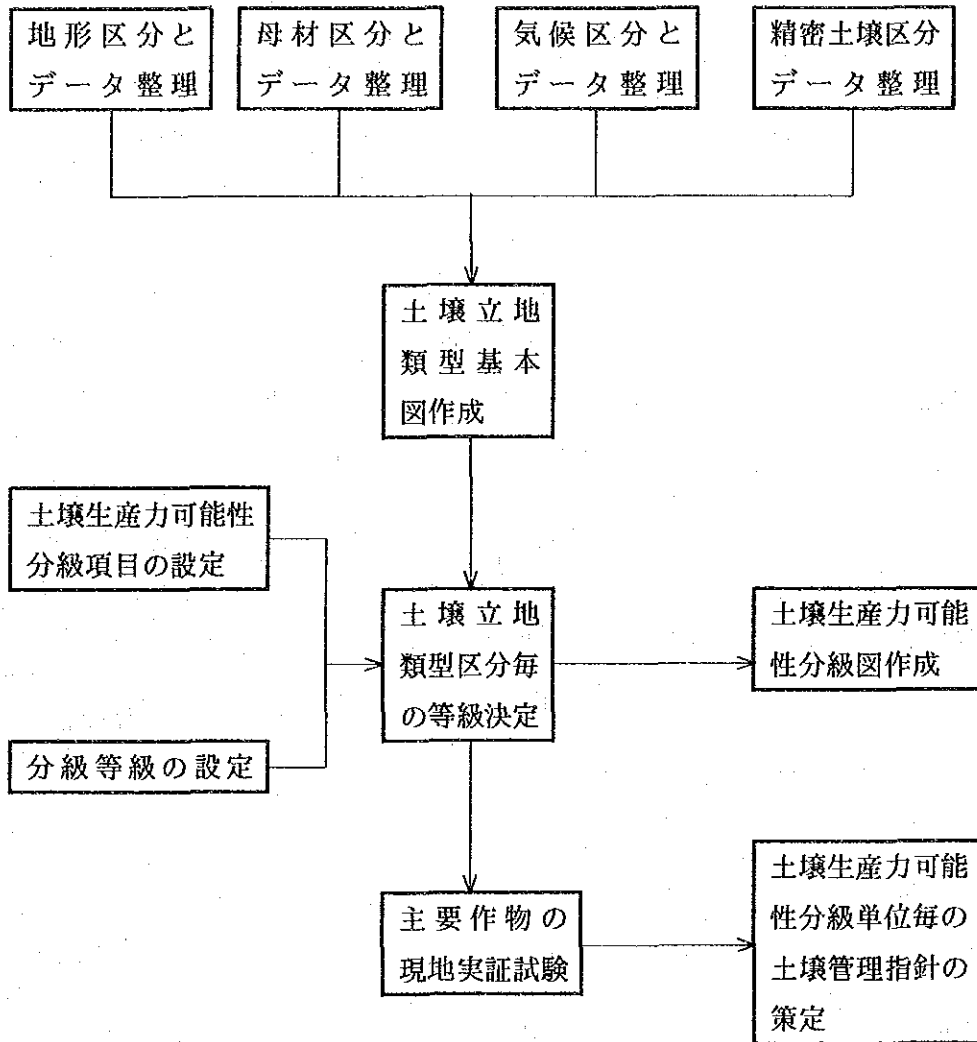 地形区分と
データ整理
母材区分と
データ整理
気候区分と
データ整理
精密土壌区分
データ整理
土壌立地
類型基本
図作成
土壌生産力可能性
分級項目の設定
分級等級の設定
土壌立地
類型区分毎
の等級決定
土壌生産力可能
性分級図作成
主要作物の
現地実証試験
土壌生産力可能
性分級単位毎の
土壌管理指針の
策定